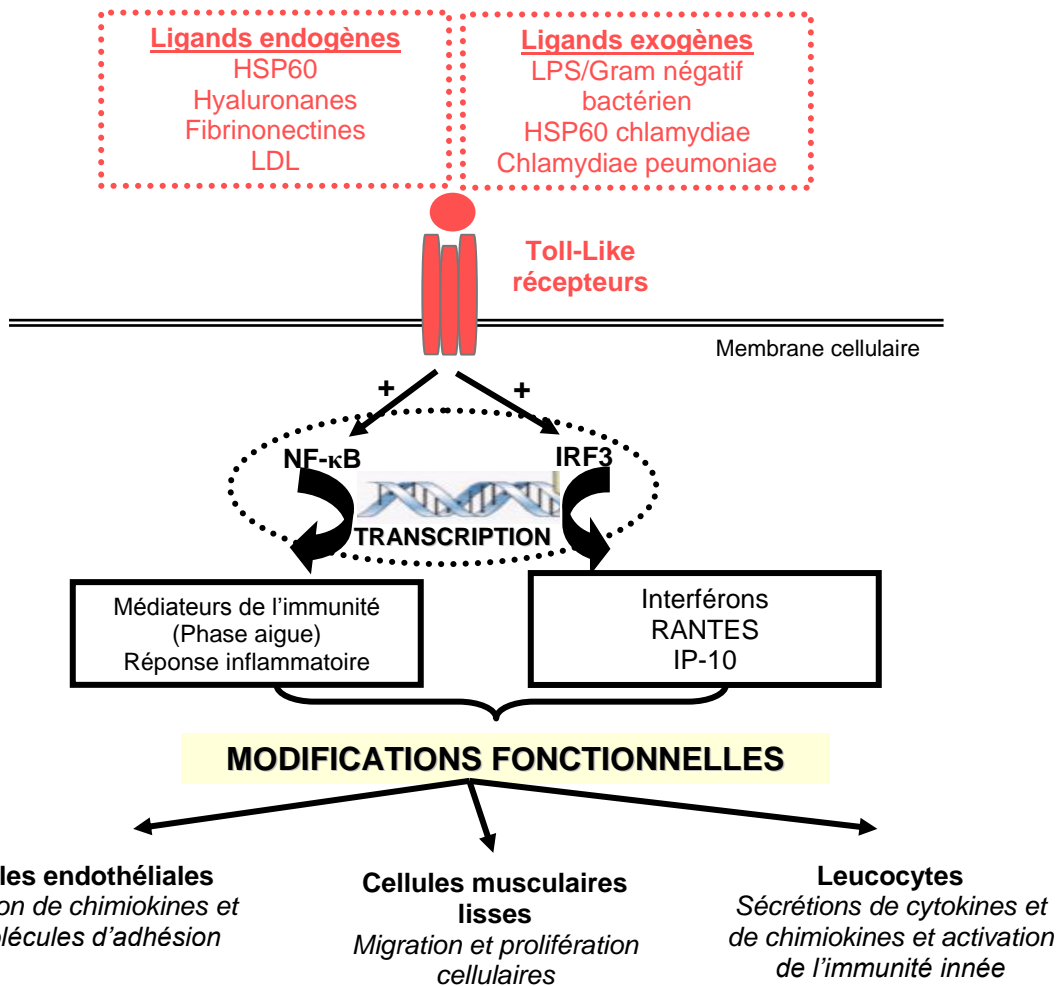 Ligands endogènes
HSP60
Hyaluronanes
Fibrinonectines
LDL
Ligands exogènes
LPS/Gram négatif
bactérien
HSP60 chlamydiae
Chlamydiae peumoniae
Toll-Like
récepteurs
Membrane cellulaire
+
+
NF-κB
IRF3
TRANSCRIPTION
Médiateurs de l’immunité
(Phase aigue)
Réponse inflammatoire
Interférons
RANTES
IP-10
MODIFICATIONS FONCTIONNELLES
les endothéliales
on de chimiokines et
olécules d’adhésion
Cellules musculaires
lisses
Migration et prolifération
cellulaires
Leucocytes
Sécrétions de cytokines et
de chimiokines et activation
de l’immunité innée